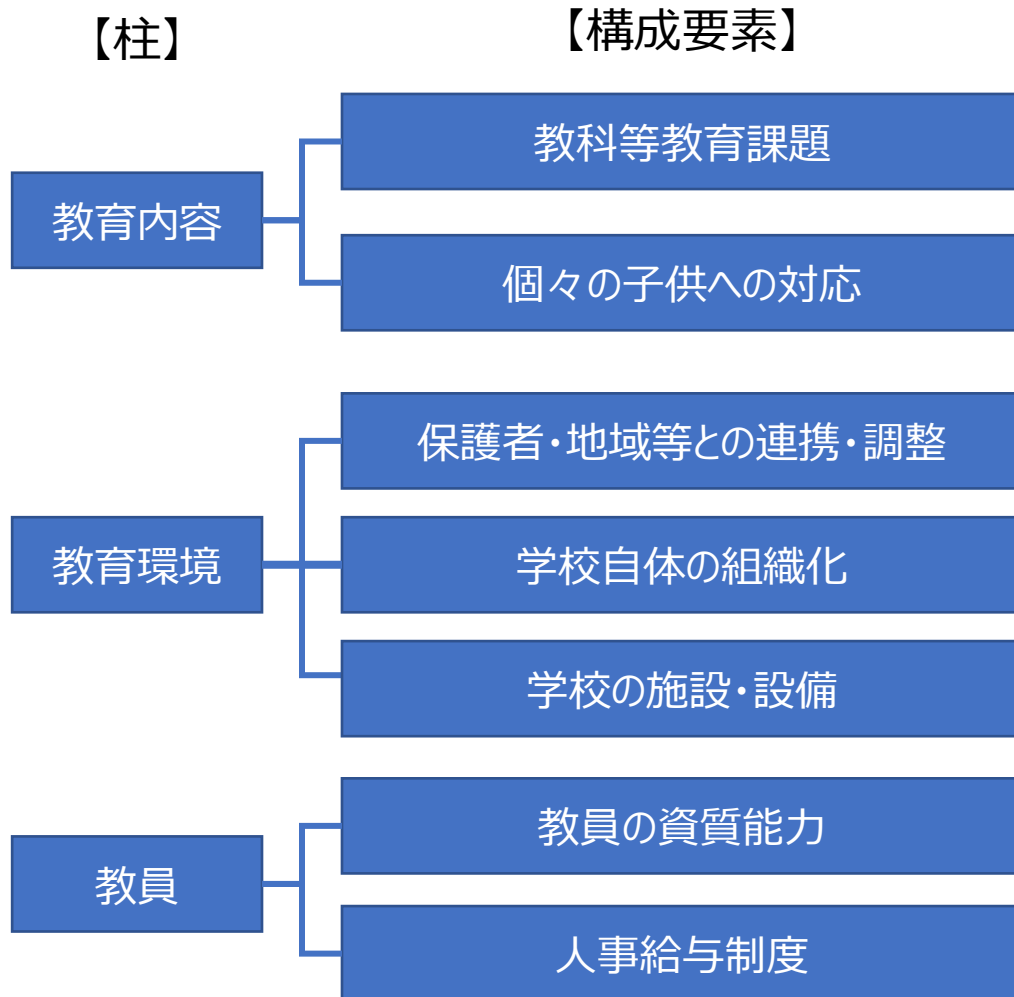 【柱】
【構成要素】
教育内容
教科等教育課題
個々の子供への対応
教育環境
保護者・地域等との連携・調整
学校自体の組織化
学校の施設・設備
教員
教員の資質能力
人事給与制度